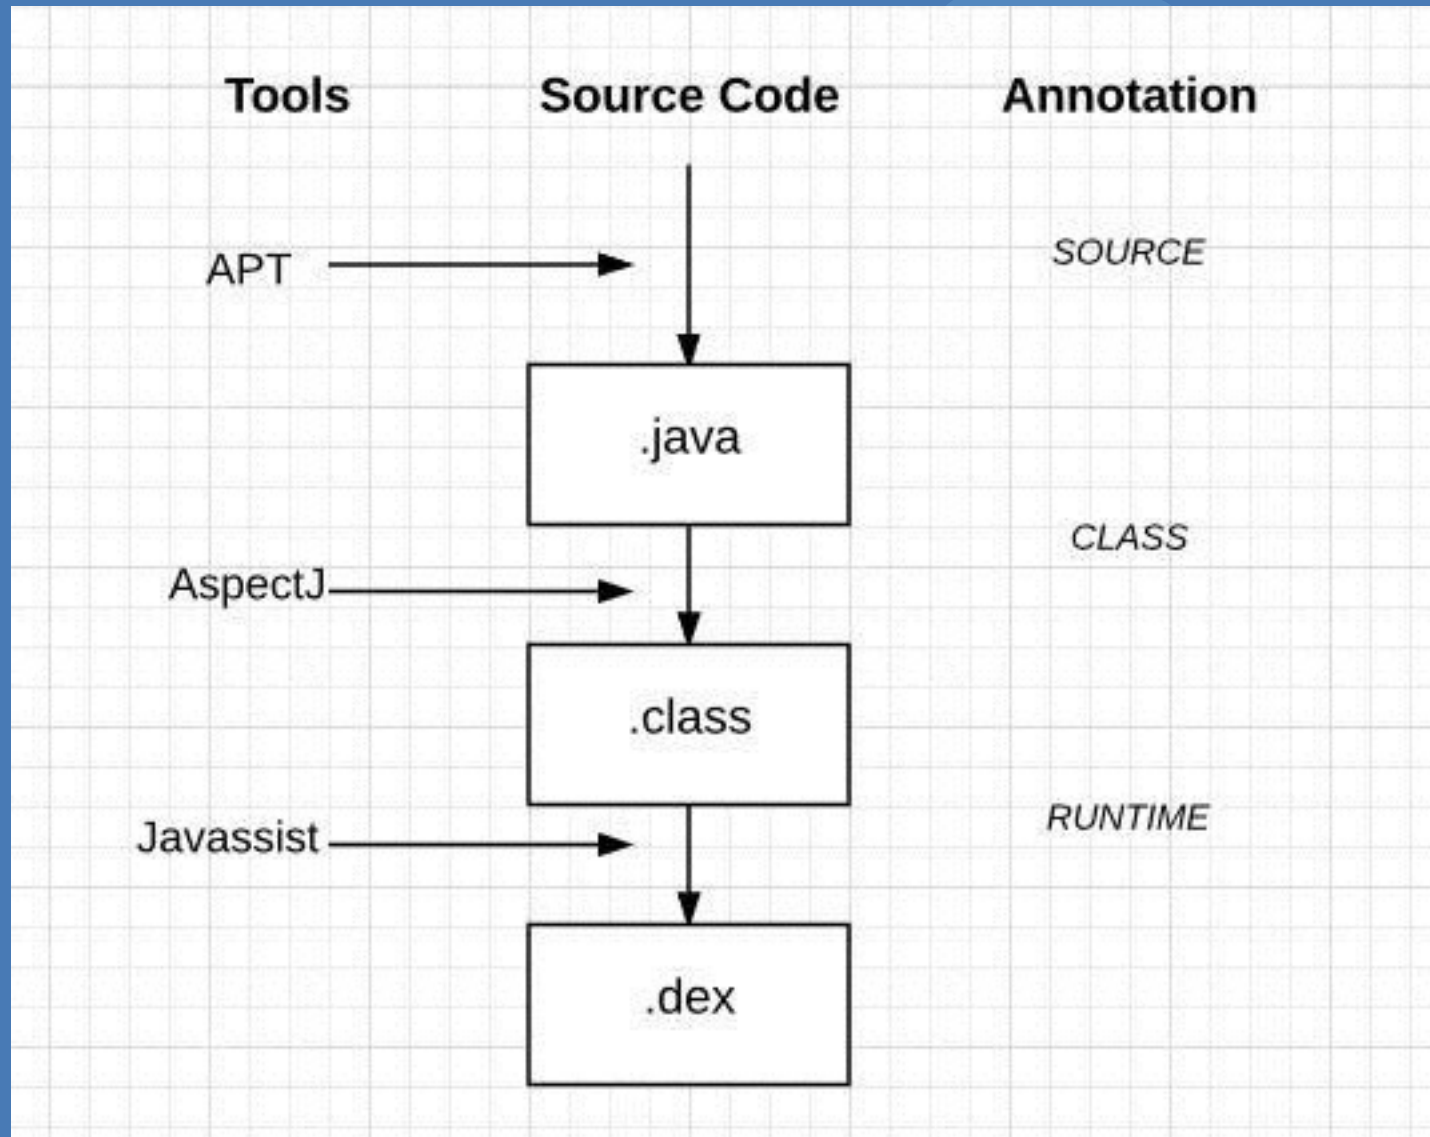 Tools Source Code Annotation
APT
SOURCE
.java
CLASS
AspectJ
.class
RUNTIME
Javassist
.dex